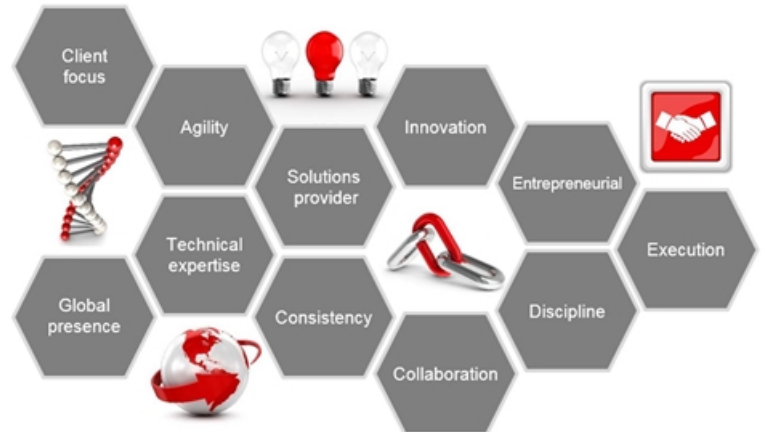 Client
focus
Agility
Innovation
Solutions
provider
Entrepreneurial
Technical
expertise
Execution
Global
presence
Consistency
Discipline
Collaboration